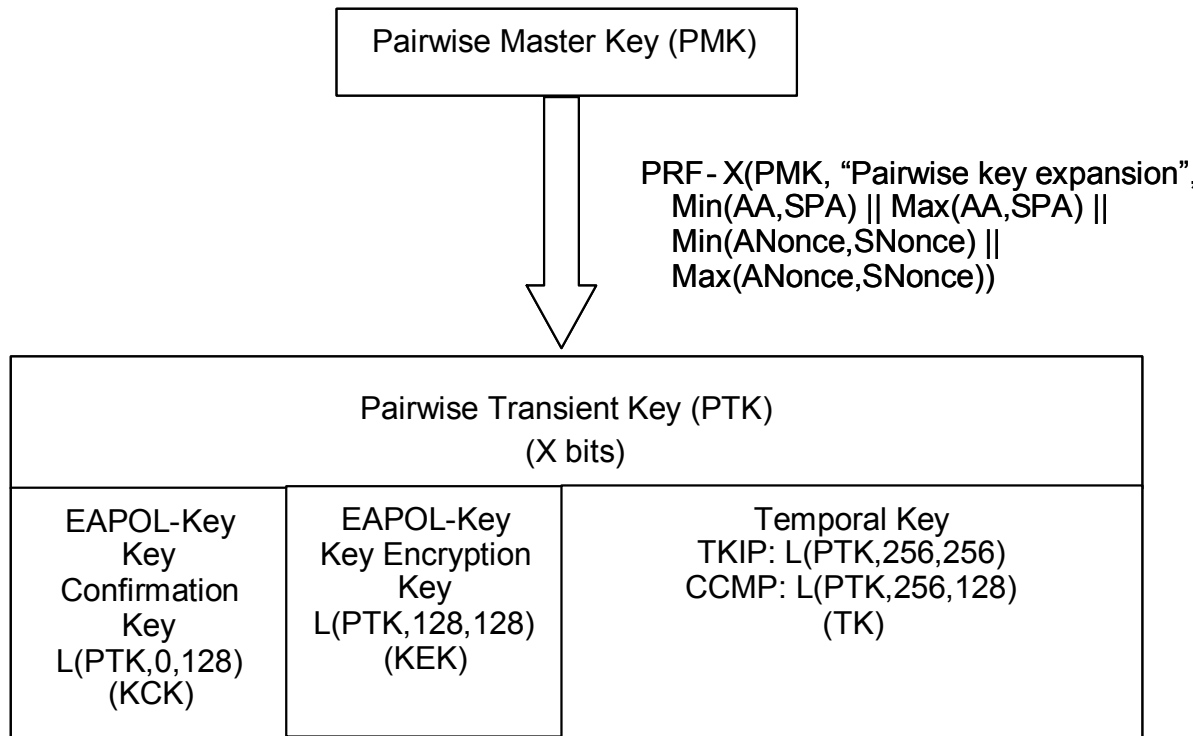 Pairwise Master Key (PMK)
PRF- X(PMK, “Pairwise key expansion”,
Min(AA,SPA) || Max(AA,SPA) ||
Min(ANonce,SNonce) ||
Max(ANonce,SNonce))
Pairwise Transient Key (PTK)
(X bits)
EAPOL-Key
Key
Confirmation
Key
L(PTK,0,128)
(KCK)
EAPOL-Key
Key Encryption
Key
L(PTK,128,128)
(KEK)
Temporal Key
TKIP: L(PTK,256,256)
CCMP: L(PTK,256,128)
(TK)